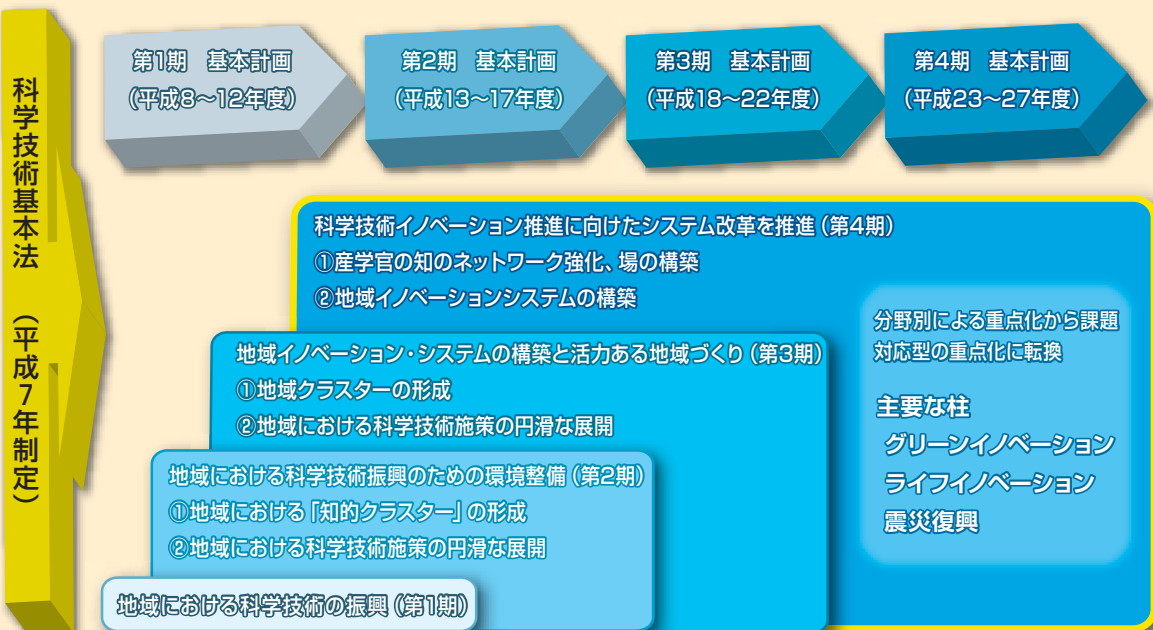 科学技術基本法 (平成7年制定)
第1期 基本計画
(平成8~12年度)
第2期 基本計画
(平成13~17年度)
第3期 基本計画
(平成18~22年度)
第4期 基本計画
(平成23~27年度)
科学技術イノベーション推進に向けたシステム改革を推進(第4期)
①産学官の知のネットワーク強化、場の構築
②地域イノベーションシステムの構築
分野別による重点化から課題
対応型の重点化に転換
主要な柱
グリーンイノベーション
ライフイノベーション
震災復興
地域イノベーション・システムの構築と活力ある地域づくり(第3期)
①地域クラスターの形成
②地域における科学技術施策の円滑な展開
地域における科学技術振興のための環境整備(第2期)
①地域における「知的クラスター」の形成
②地域における科学技術施策の円滑な展開
地域における科学技術の振興(第1期)